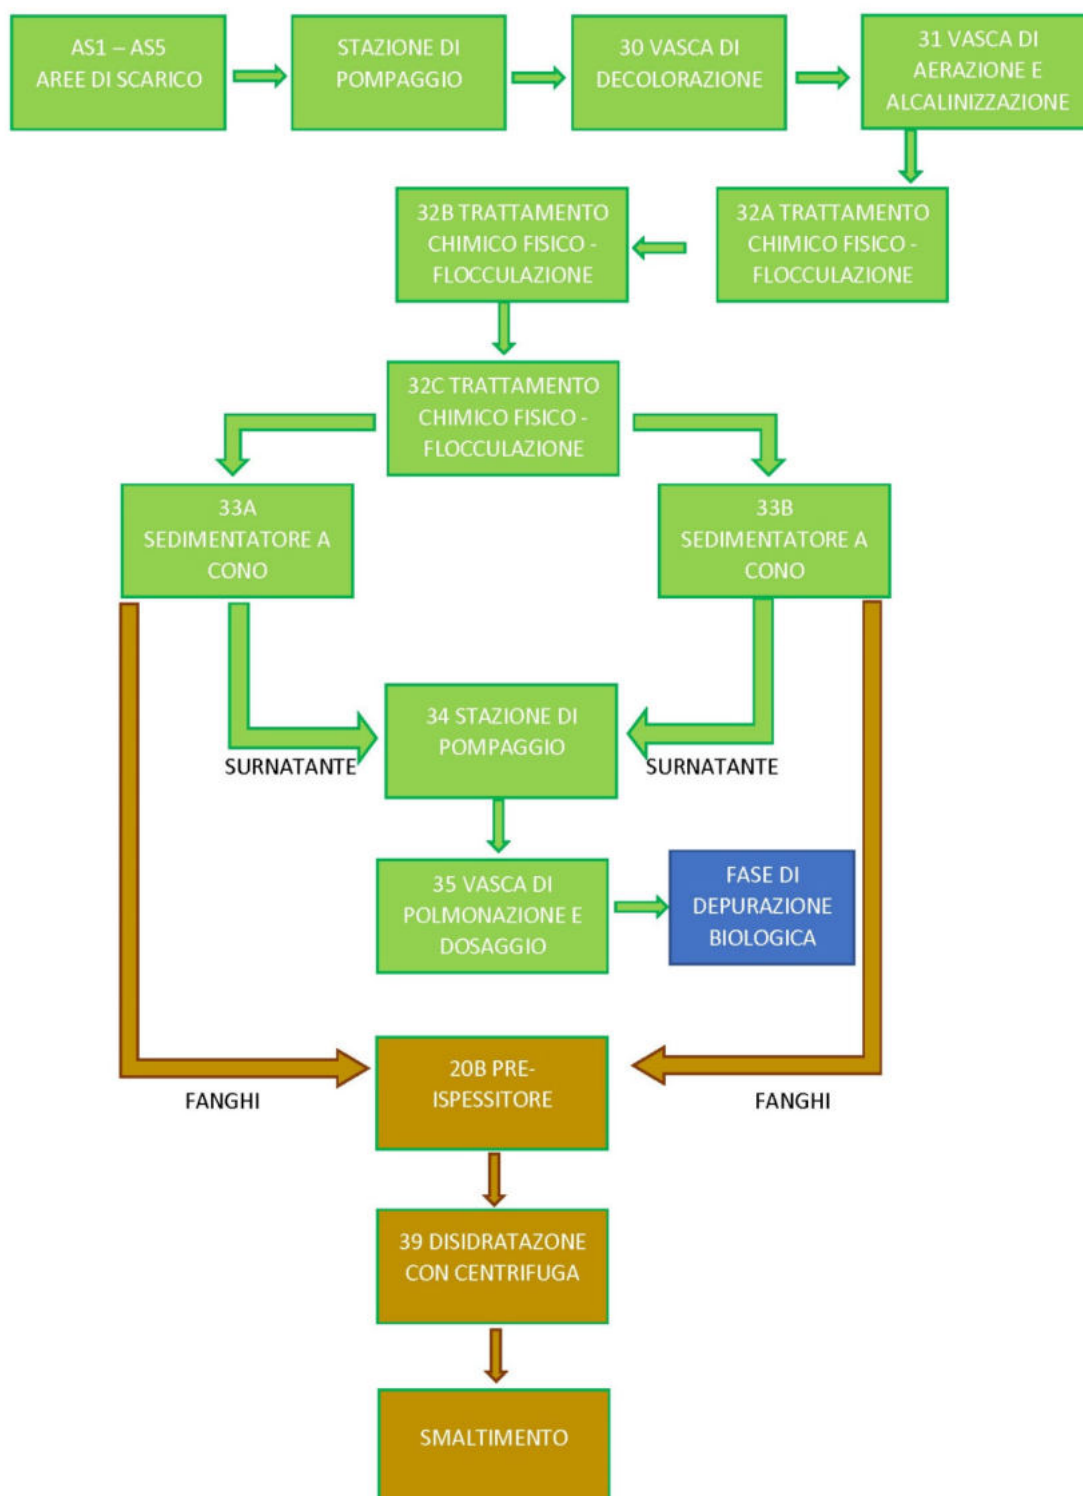 AS1 – AS5
AREE DI SCARICO
STAZIONE DI
POMPAGGIO
30 VASCA DI
DECOLORAZIONE
31 VASCA DI
AERAZIONE E
ALCALINIZZAZIONE
32B TRATTAMENTO
CHIMICO FISICO -
FLOCCULAZIONE
32A TRATTAMENTO
CHIMICO FISICO -
FLOCCULAZIONE
32C TRATTAMENTO
CHIMICO FISICO -
FLOCCULAZIONE
33A
SEDIMENTATORE A
CONO
33B
SEDIMENTATORE A
CONO
34 STAZIONE DI
POMPAGGIO
SURNATANTE
SURNATANTE
35 VASCA DI
POLMONAZIONE E
DOSAGGIO
FASE DI
DEPURAZIONE
BIOLOGICA
20B PRE-
ISPESSITORE
FANGHI
FANGHI
39 DISIDRATAZONE
CON CENTRIFUGA
SMALTIMENTO